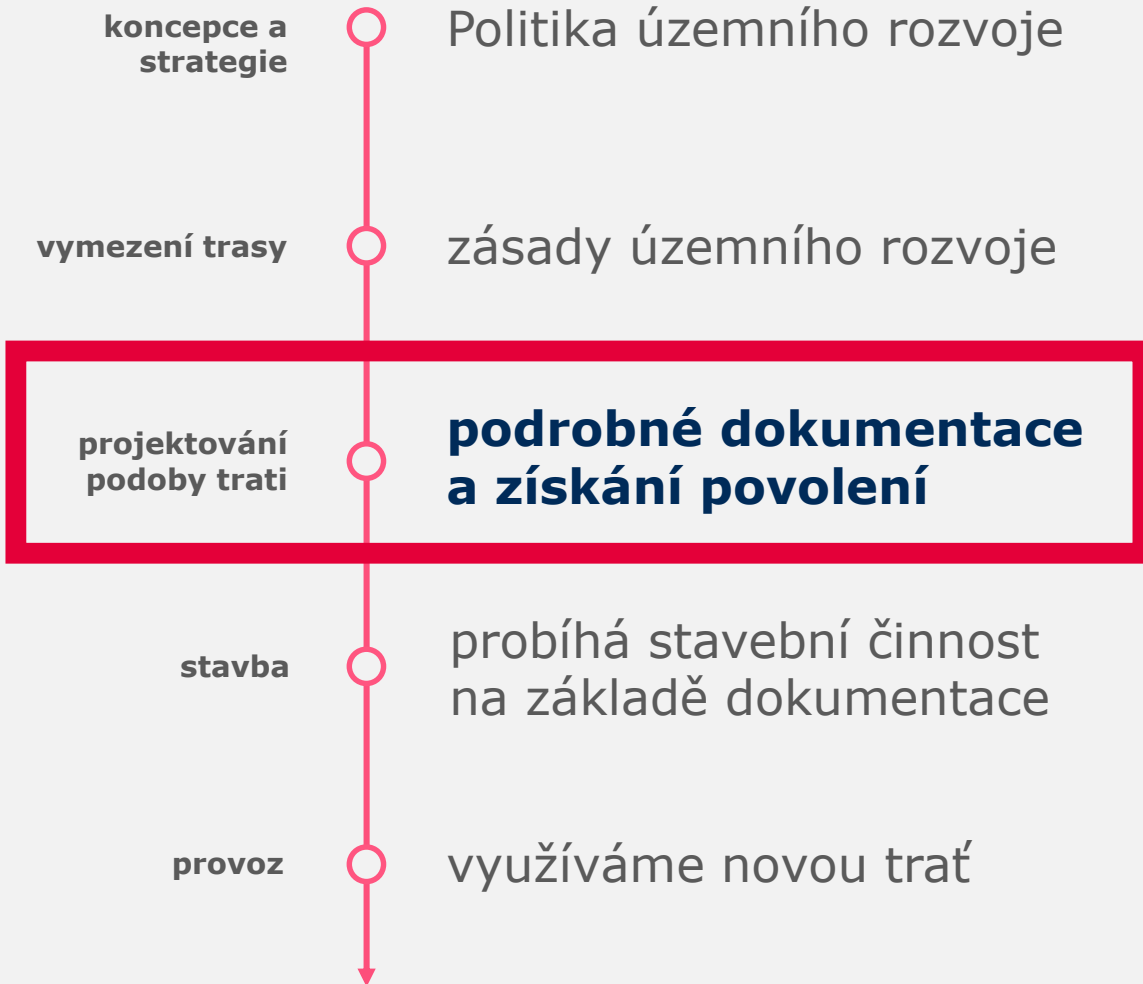 koncepce a
strategie
Politika územního rozvoje
vymezení trasy
zásady územního rozvoje
projektování
podoby trati
podrobné dokumentace
a získání povolení
stavba
probíhá stavební činnost
na základě dokumentace
provoz
využíváme novou trať